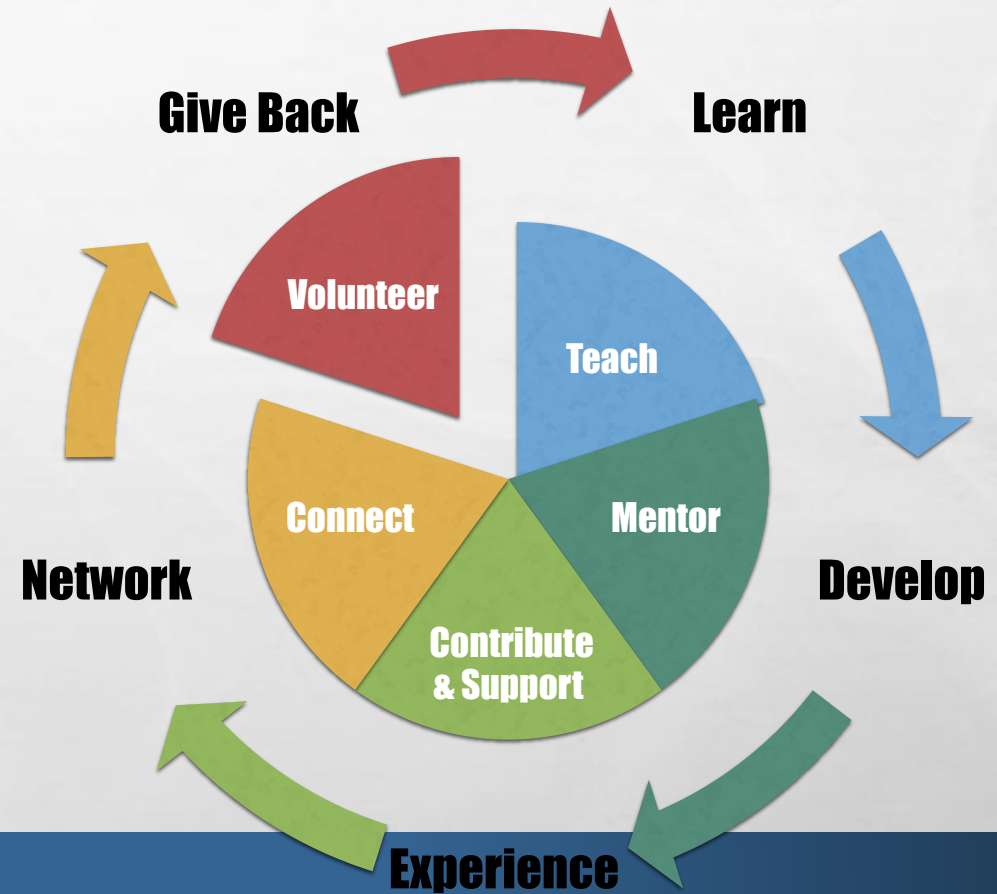 Give Back
Learn
Volunteer
Teach
Connect
Mentor
Network
Develop
Contribute
& Support
Experience